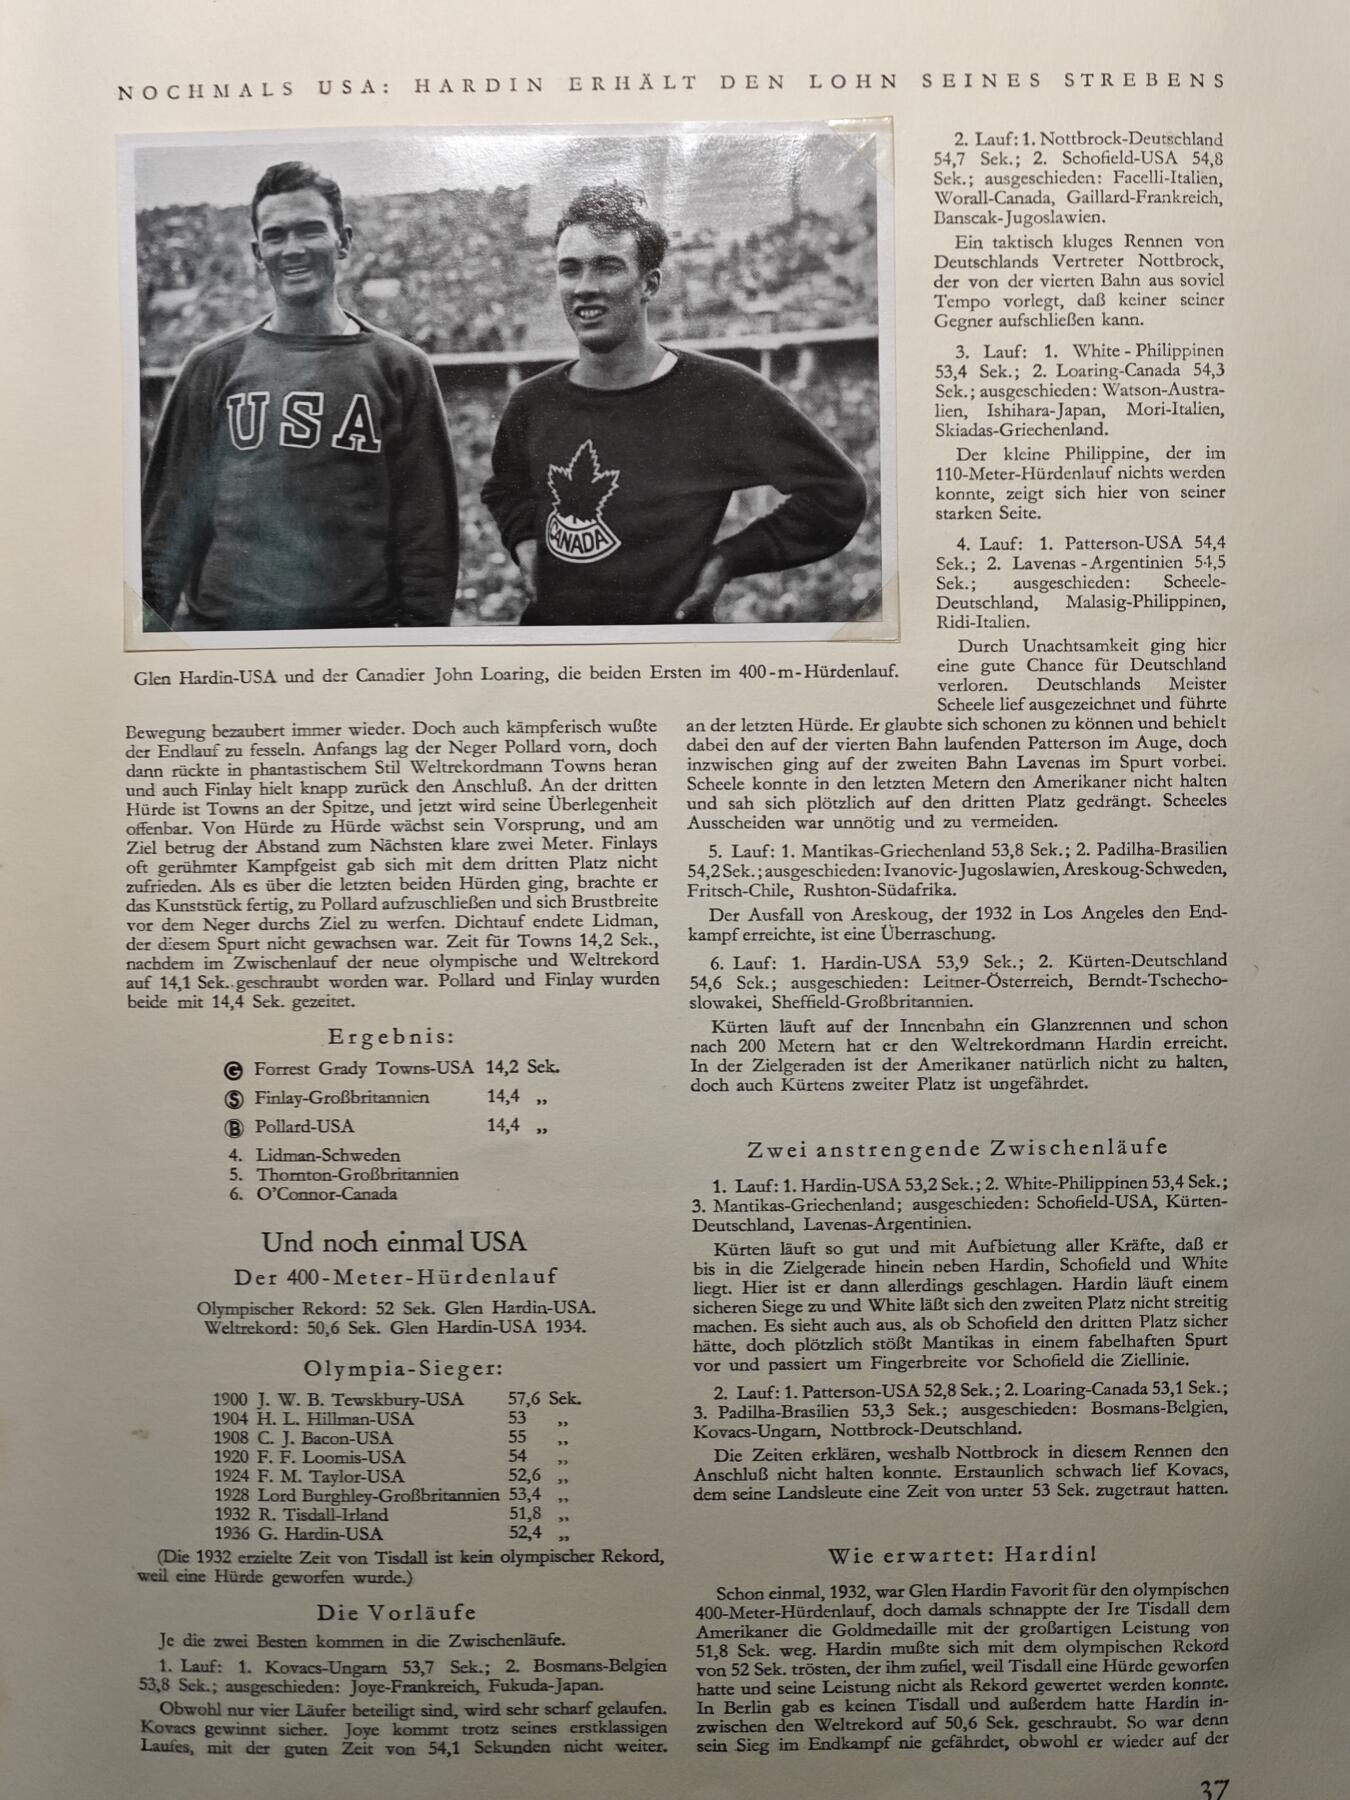 NOCHMALS USA: HARDIN ERHÄLT DEN LOHN SEINES STREBENS
USA
CANADA
Glen Hardin-USA und der Canadier John Loaring, die beiden Ersten im 400-m-Hürdenlauf.
Bewegung bezaubert immer wieder. Doch auch kämpferisch wußte
der Endlauf zu fesseln. Anfangs lag der Neger Pollard vorn, doch
dann rückte in phantastischem Stil Weltrekordmann Towns heran
und auch Finlay hielt knapp zurück den Anschluß. An der dritten
Hürde ist Towns an der Spitze, und jetzt wird seine Überlegenheit
offenbar. Von Hürde zu Hürde wächst sein Vorsprung, und am
Ziel betrug der Abstand zum Nächsten klare zwei Meter. Finlays
oft gerühmter Kampfgeist gab sich mit dem dritten Platz nicht
zufrieden. Als es über die letzten beiden Hürden ging, brachte er
das Kunststück fertig, zu Pollard aufzuschließen und sich Brustbreite
vor dem Neger durchs Ziel zu werfen. Dichtauf endete Lidman,
der diesem Spurt nicht gewachsen war. Zeit für Towns 14,2 Sek.,
nachdem im Zwischenlauf der neue olympische und Weltrekord
auf 14,1 Sek. geschraubt worden war. Pollard und Finlay wurden
beide mit 14,4 Sek. gezeitet.
Ergebnis:
G Forrest Grady Towns-USA 14,2 Sek.
S Finlay-Großbritannien 14,4 „
B Pollard-USA 14,4 „
4. Lidman-Schweden
5. Thornton-Großbritannien
6. O'Connor-Canada
Und noch einmal USA
Der 400-Meter-Hürdenlauf
Olympischer Rekord: 52 Sek. Glen Hardin-USA.
Weltrekord: 50,6 Sek. Glen Hardin-USA 1934.
Olympia-Sieger:
1900 J. W. B. Tewskbury-USA 57,6 Sek.
1904 H. L. Hillman-USA 53 „
1908 C. J. Bacon-USA 55 „
1920 F. F. Loomis-USA 54 „
1924 F. M. Taylor-USA 52,6 „
1928 Lord Burghley-Großbritannien 53,4 „
1932 R. Tisdall-Irland 51,8 „
1936 G. Hardin-USA 52,4 „
(Die 1932 erzielte Zeit von Tisdall ist kein olympischer Rekord,
weil eine Hürde geworfen wurde.)
Die Vorläufe
Je die zwei Besten kommen in die Zwischenläufe.
1. Lauf: 1. Kovacs-Ungarn 53,7 Sek.; 2. Bosmans-Belgien
53,8 Sek.; ausgeschieden: Joye-Frankreich, Fukuda-Japan.
Obwohl nur vier Läufer beteiligt sind, wird sehr scharf gelaufen.
Kovacs gewinnt sicher. Joye kommt trotz seines erstklassigen
Laufes, mit der guten Zeit von 54,1 Sekunden nicht weiter.
2. Lauf: 1. Nottbrock-Deutschland
54,7 Sek.; 2. Schofield-USA 54,8
Sek.; ausgeschieden: Facelli-Italien,
Worall-Canada, Gaillard-Frankreich,
Banscak-Jugoslawien.
Ein taktisch kluges Rennen von
Deutschlands Vertreter Nottbrock,
der von der vierten Bahn aus soviel
Tempo vorlegt, daß keiner seiner
Gegner aufschließen kann.
3. Lauf: 1. White-Philippinen
53,4 Sek.; 2. Loaring-Canada 54,3
Sek.; ausgeschieden: Watson-Austra-
lien, Ishihara-Japan, Mori-Italien,
Skiadas-Griechenland.
Der kleine Philippine, der im
110-Meter-Hürdenlauf nichts werden
konnte, zeigt sich hier von seiner
starken Seite.
4. Lauf: 1. Patterson-USA 54,4
Sek.; 2. Lavenas-Argentinien 54,5
Sek.; ausgeschieden: Scheele-
Deutschland, Malasig-Philippinen,
Ridi-Italien.
Durch Unachtsamkeit ging hier
eine gute Chance für Deutschland
verloren. Deutschlands Meister
Scheele lief ausgezeichnet und führte
an der letzten Hürde. Er glaubte sich schonen zu können und behielt
dabei den auf der vierten Bahn laufenden Patterson im Auge, doch
inzwischen ging auf der zweiten Bahn Lavenas im Spurt vorbei.
Scheele konnte in den letzten Metern den Amerikaner nicht halten
und sah sich plötzlich auf den dritten Platz gedrängt. Scheeles
Ausscheiden war unnötig und zu vermeiden.
5. Lauf: 1. Mantikas-Griechenland 53,8 Sek.; 2. Padilha-Brasilien
54,2 Sek.; ausgeschieden: Ivanovic-Jugoslawien, Areskoug-Schweden,
Fritsch-Chile, Rushton-Südafrika.
Der Ausfall von Areskoug, der 1932 in Los Angeles den End-
kampf erreichte, ist eine Überraschung.
6. Lauf: 1. Hardin-USA 53,9 Sek.; 2. Kürten-Deutschland
54,6 Sek.; ausgeschieden: Leitner-Österreich, Berndt-Tschecho-
slowakei, Sheffield-Großbritannien.
Kürten läuft auf der Innenbahn ein Glanzrennen und schon
nach 200 Metern hat er den Weltrekordmann Hardin erreicht.
In der Zielgeraden ist der Amerikaner natürlich nicht zu halten,
doch auch Kürtens zweiter Platz ist ungefährdet.
Zwei anstrengende Zwischenläufe
1. Lauf: 1. Hardin-USA 53,2 Sek.; 2. White-Philippinen 53,4 Sek.;
3. Mantikas-Griechenland; ausgeschieden: Schofield-USA, Kürten-
Deutschland, Lavenas-Argentinien.
Kürten läuft so gut und mit Aufbietung aller Kräfte, daß er
bis in die Zielgerade hinein neben Hardin, Schofield und White
liegt. Hier ist er dann allerdings geschlagen. Hardin läuft einem
sicheren Siege zu und White läßt sich den zweiten Platz nicht streitig
machen. Es sieht auch aus, als ob Schofield den dritten Platz sicher
hätte, doch plötzlich stößt Mantikas in einem fabelhaften Spurt
vor und passiert um Fingerbreite vor Schofield die Ziellinie.
2. Lauf: 1. Patterson-USA 52,8 Sek.; 2. Loaring-Canada 53,1 Sek.;
3. Padilha-Brasilien 53,3 Sek.; ausgeschieden: Bosmans-Belgien,
Kovacs-Ungarn, Nottbrock-Deutschland.
Die Zeiten erklären, weshalb Nottbrock in diesem Rennen den
Anschluß nicht halten konnte. Erstaunlich schwach lief Kovacs,
dem seine Landsleute eine Zeit von unter 53 Sek. zugetraut hatten.
Wie erwartet: Hardin!
Schon einmal, 1932, war Glen Hardin Favorit für den olympischen
400-Meter-Hürdenlauf, doch damals schnappte der Ire Tisdall dem
Amerikaner die Goldmedaille mit der großartigen Leistung von
51,8 Sek. weg. Hardin mußte sich mit dem olympischen Rekord
von 52 Sek. trösten, der ihm zufiel, weil Tisdall eine Hürde geworfen
hatte und seine Leistung nicht als Rekord gewertet werden konnte.
In Berlin gab es keinen Tisdall und außerdem hatte Hardin in-
zwischen den Weltrekord auf 50,6 Sek. geschraubt. So war denn
sein Sieg im Endkampf nie gefährdet, obwohl er wieder auf der
37